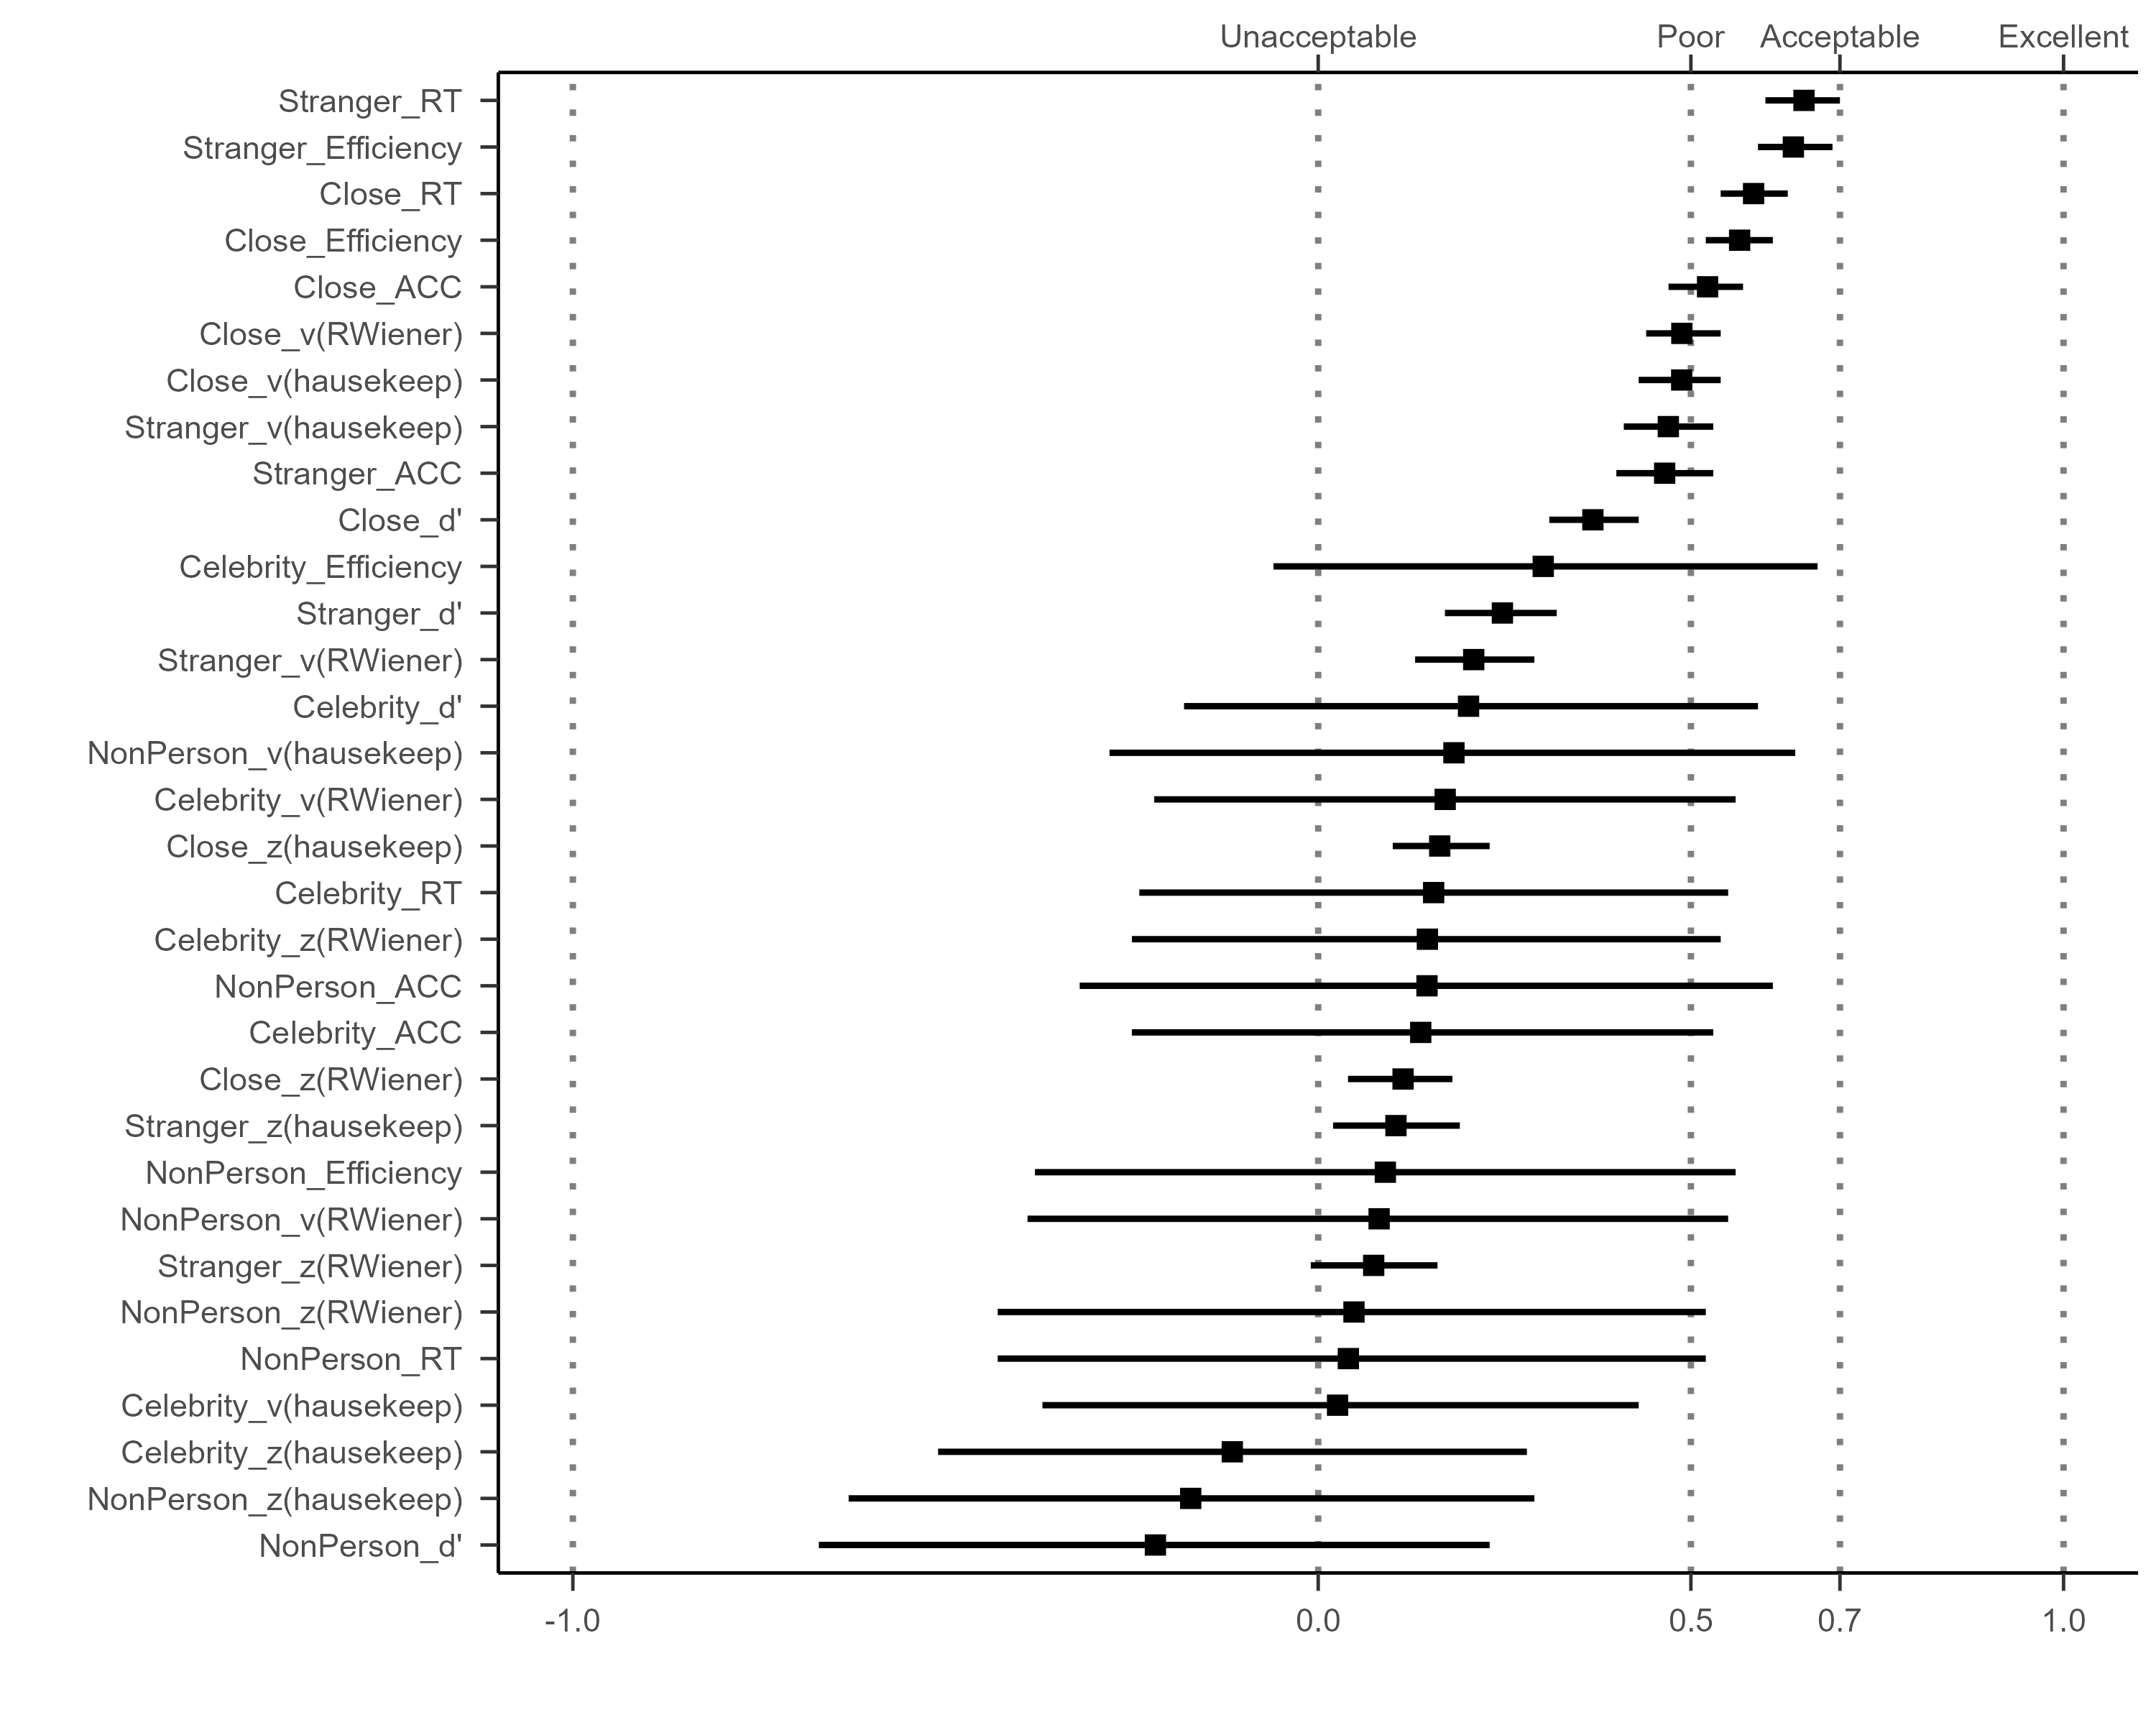 Unacceptable Poor Acceptable Excellent
Stranger_RT
Stranger_Efficiency
Close_RT
Close_Efficiency
Close_ACC
Close_v(RWiener)
Close_v(hausekeep)
Stranger_v(hausekeep)
Stranger_ACC
Close_d'
Celebrity_Efficiency
Stranger_d'
Stranger_v(RWiener)
Celebrity_d'
NonPerson_v(hausekeep)
Celebrity_v(RWiener)
Close_z(hausekeep)
Celebrity_RT
Celebrity_z(RWiener)
NonPerson_ACC
Celebrity_ACC
Close_z(RWiener)
Stranger_z(hausekeep)
NonPerson_Efficiency
NonPerson_v(RWiener)
Stranger_z(RWiener)
NonPerson_z(RWiener)
NonPerson_RT
Celebrity_v(hausekeep)
Celebrity_z(hausekeep)
NonPerson_z(hausekeep)
NonPerson_d'
-1.0 0.0 0.5 0.7 1.0